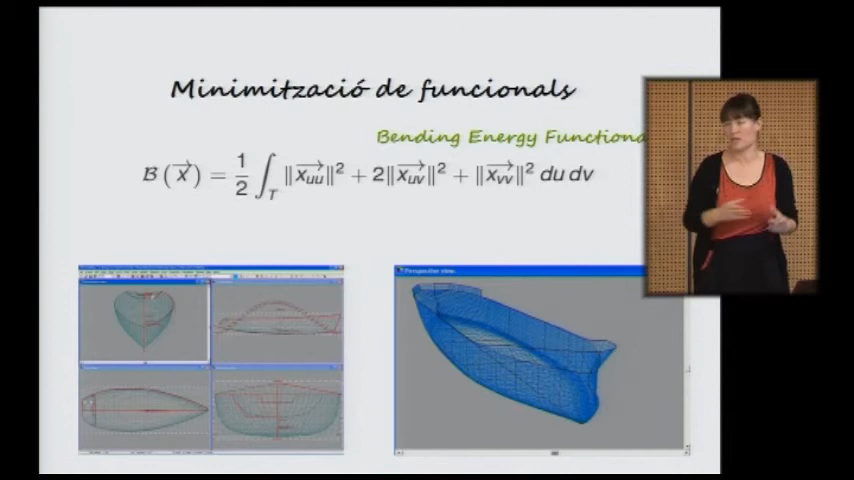 Minimització de funcionals
Bending Energy Functiona
B (x⃗) = 1/2 ∫_T ‖x⃗_uu‖² + 2‖x⃗_uv‖² + ‖x⃗_vv‖² du dv
Perspective view